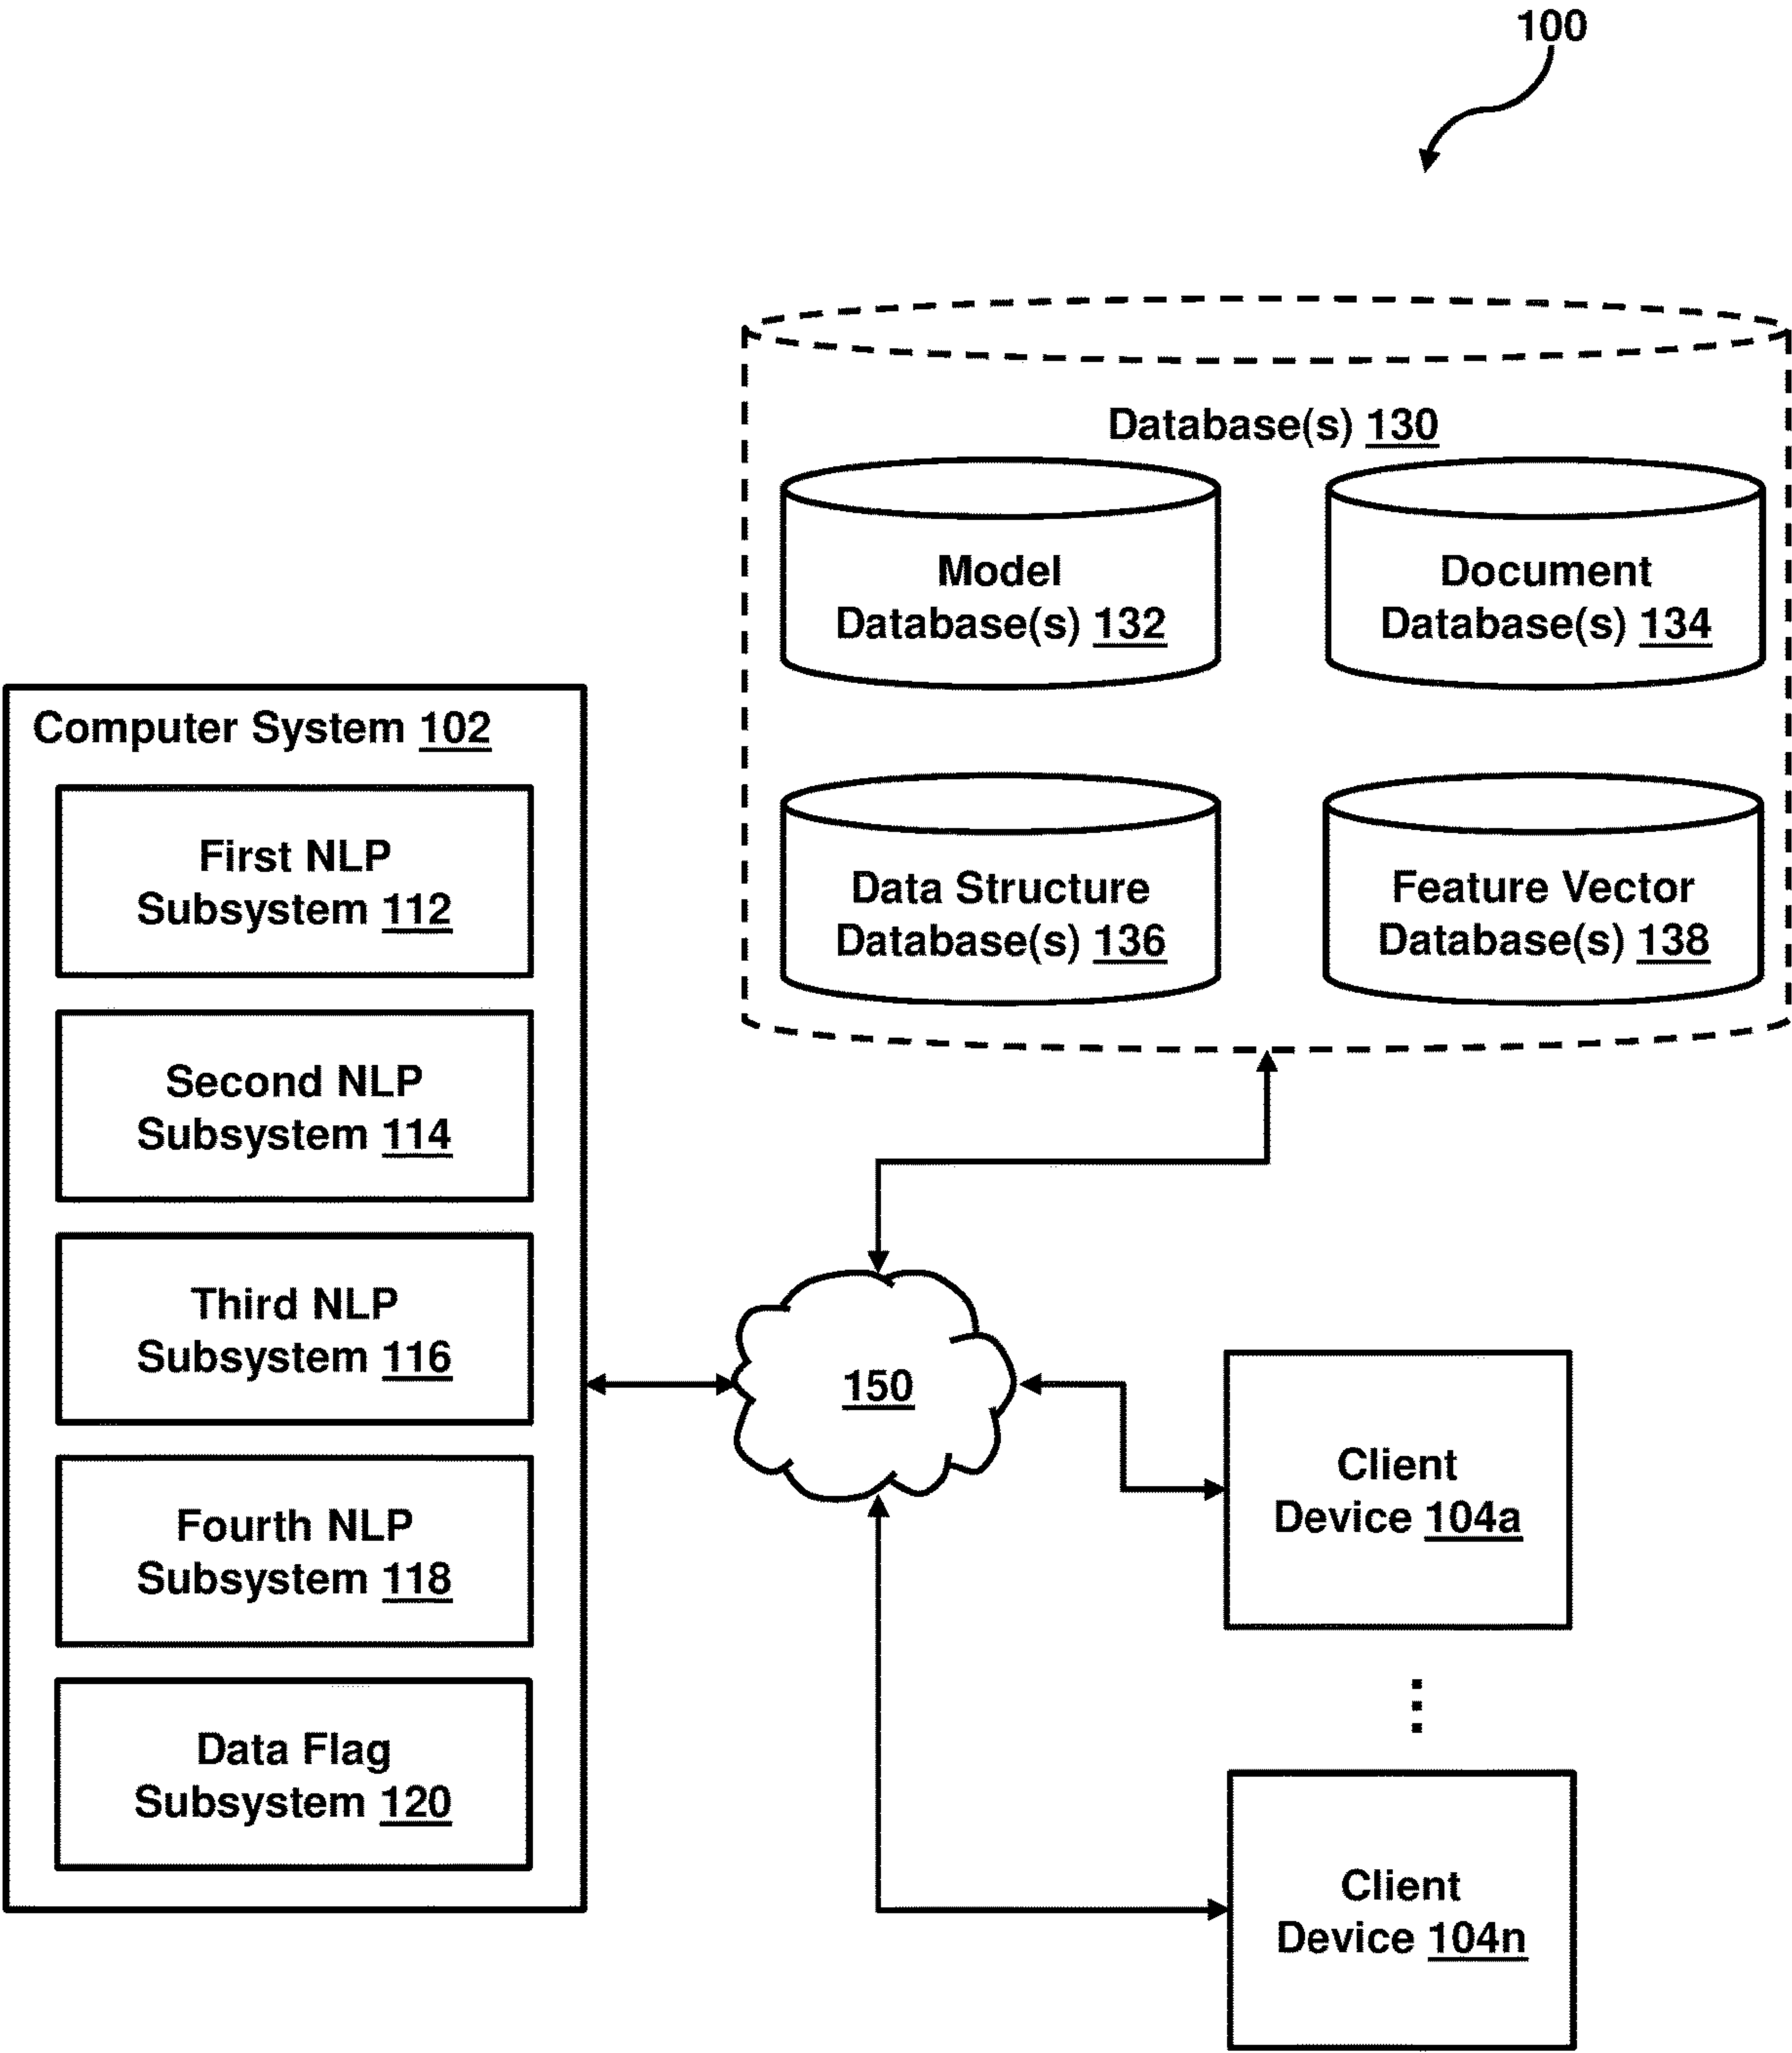 100
Database(s) 130
Model
Database(s) 132
Document
Database(s) 134
Data Structure
Database(s) 136
Feature Vector
Database(s) 138
Computer System 102
First NLP
Subsystem 112
Second NLP
Subsystem 114
Third NLP
Subsystem 116
Fourth NLP
Subsystem 118
Data Flag
Subsystem 120
150
Client
Device 104a
Client
Device 104n